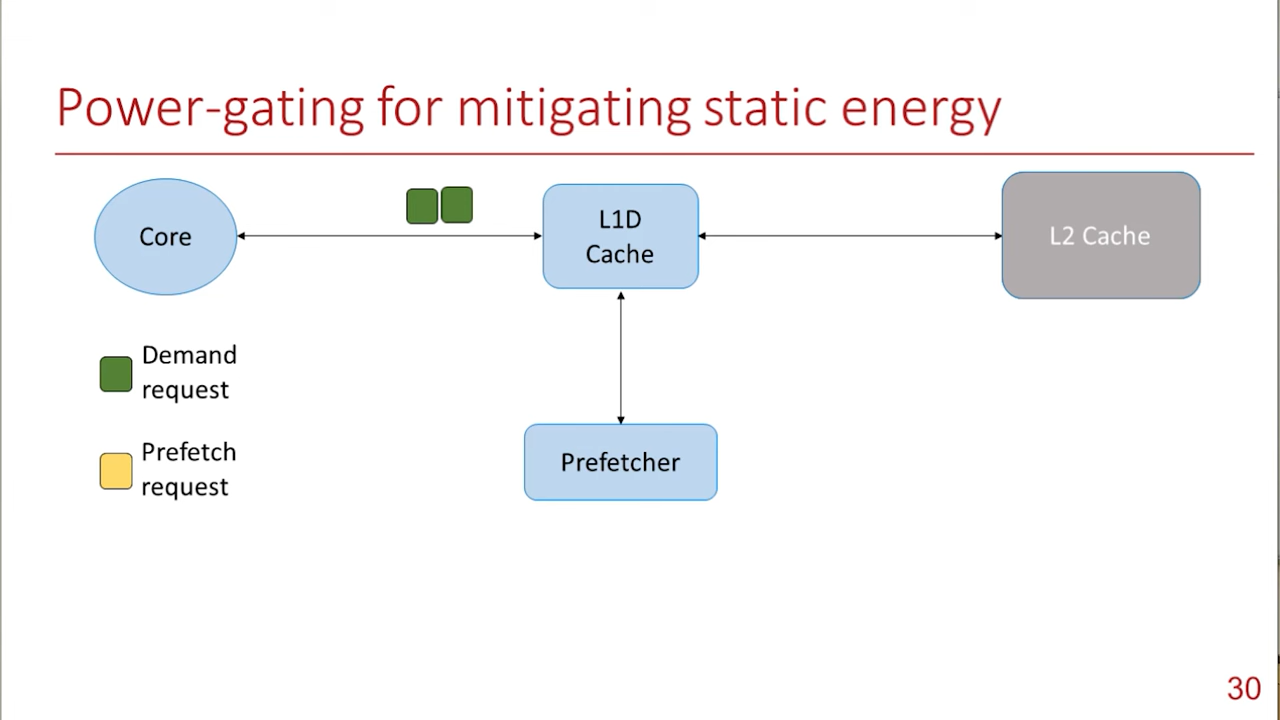 Power-gating for mitigating static energy
Core
L1D
Cache
L2 Cache
Demand
request
Prefetch
request
Prefetcher
30